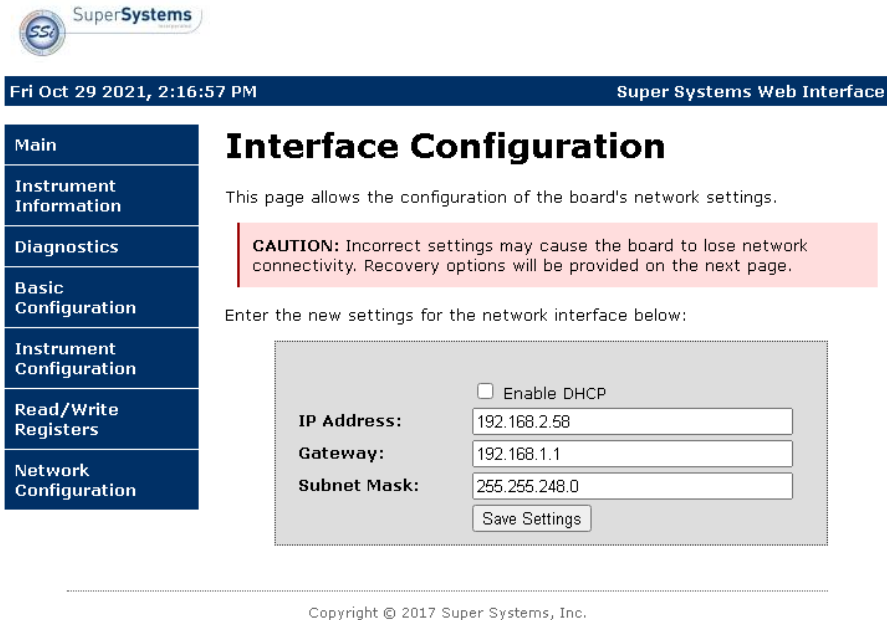 SuperSystems
incorporated
SSi
Fri Oct 29 2021, 2:16:57 PM
Super Systems Web Interface
Main
Instrument
Information
Diagnostics
Basic
Configuration
Instrument
Configuration
Read/Write
Registers
Network
Configuration
Interface Configuration
This page allows the configuration of the board's network settings.
CAUTION: Incorrect settings may cause the board to lose network
connectivity. Recovery options will be provided on the next page.
Enter the new settings for the network interface below:
Enable DHCP
IP Address: 192.168.2.58
Gateway: 192.168.1.1
Subnet Mask: 255.255.248.0
Save Settings
Copyright © 2017 Super Systems, Inc.